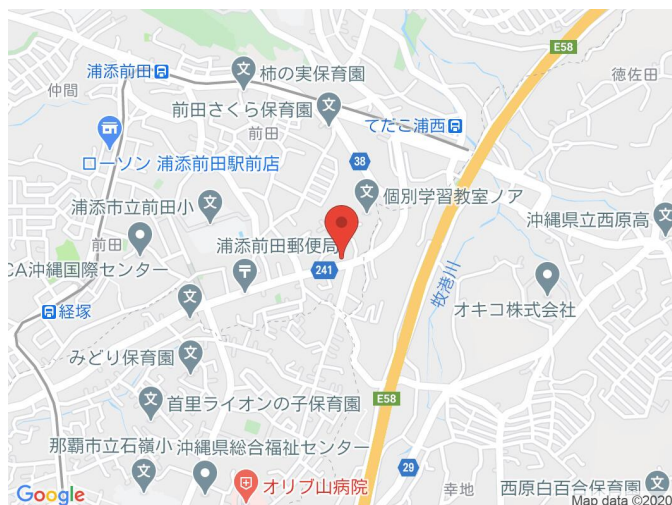 E58
徳佐田
浦添前田
柿の実保育園
仲間
前田さくら保育園
前田
てだこ浦西
ローソン 浦添前田駅前店
38
個別学習教室ノア
浦添市立前田小
沖縄県立西原高
前田
浦添前田郵便局
CA沖縄国際センター
241
牧港川
オキコ株式会社
経塚
みどり保育園
首里ライオンの子保育園
E58
那覇市立石嶺小
沖縄県総合福祉センター
29
オリブ山病院
幸地
西原白百合保育園
Google
Map data ©2020